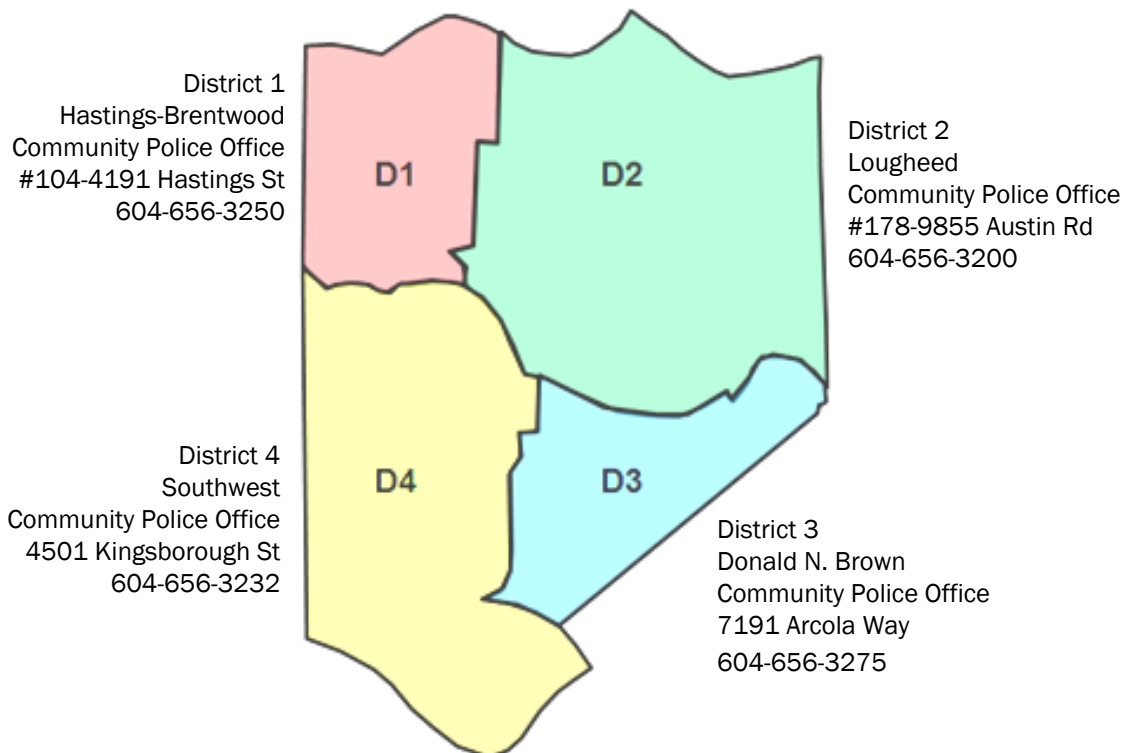 District 1
Hastings-Brentwood
Community Police Office
#104-4191 Hastings St
604-656-3250
D1
D2
District 2
Lougheed
Community Police Office
#178-9855 Austin Rd
604-656-3200
District 4
Southwest
Community Police Office
4501 Kingsborough St
604-656-3232
D4
D3
District 3
Donald N. Brown
Community Police Office
7191 Arcola Way
604-656-3275